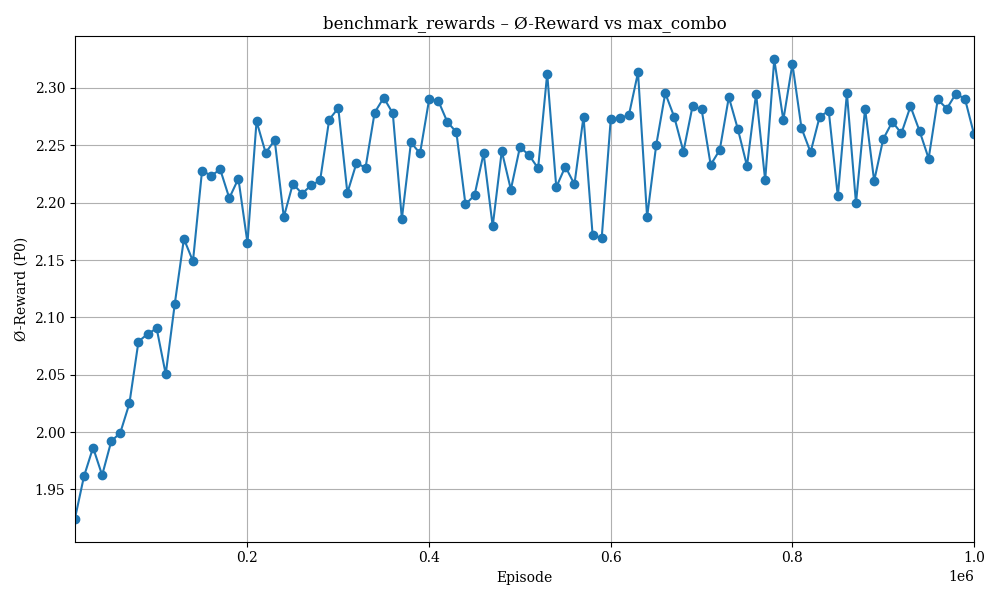 benchmark_rewards – Ø-Reward vs max_combo
Ø-Reward (P0)
2.30
2.25
2.20
2.15
2.10
2.05
2.00
1.95
0.2 0.4 0.6 0.8 1.0
1e6
Episode